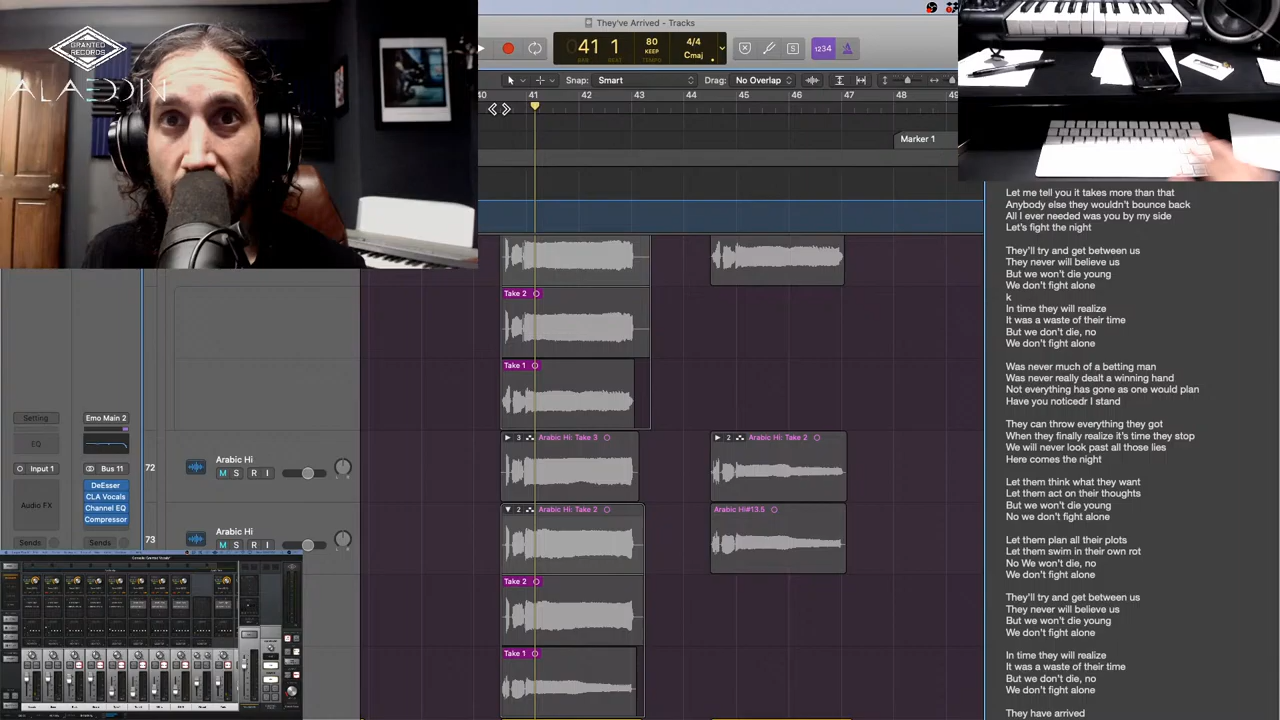 GRANTED
RECORDS
ALAEDDIN
They've Arrived - Tracks
41 1
BAR
BEAT
80
KEEP
TEMPO
4/4
Cmaj
S
1234
Snap:
Smart
Drag:
No Overlap
40
41
42
43
44
45
46
47
48
49
Marker 1
Take 2
Take 1
3
Arabic Hi: Take 3
2
Arabic Hi: Take 2
2
Arabic Hi: Take 2
Arabic Hi#13.5
Take 2
Take 1
72
Arabic Hi
M S R I
L R
73
Arabic Hi
M S R I
Setting
EQ
Input 1
Audio FX
Sends
Emo Main 2
Bus 11
DeEsser
CLA Vocals
Channel EQ
Compressor
Sends
Let me tell you it takes more than that
Anybody else they wouldn't bounce back
All I ever needed was you by my side
Let's fight the night
They'll try and get between us
They never will believe us
But we won't die young
We don't fight alone
k
In time they will realize
It was a waste of their time
But we don't die, no
We don't fight alone
Was never much of a betting man
Was never really dealt a winning hand
Not everything has gone as one would plan
Have you noticedr I stand
They can throw everything they got
When they finally realize it's time they stop
We will never look past all those lies
Here comes the night
Let them think what they want
Let them act on their thoughts
But we won't die young
No we don't fight alone
Let them plan all their plots
Let them swim in their own rot
No We won't die, no
We don't fight alone
They'll try and get between us
They never will believe us
But we won't die young
We don't fight alone
In time they will realize
It was a waste of their time
But we don't die, no
We don't fight alone
They have arrived